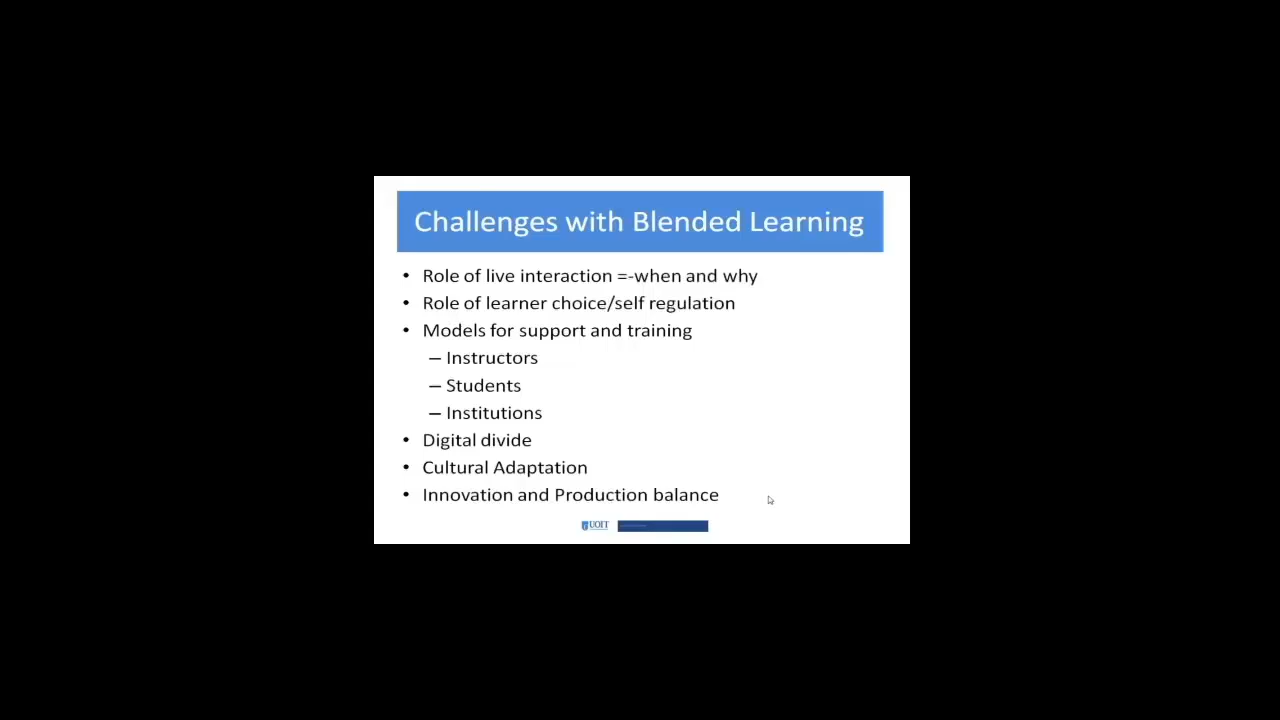 Challenges with Blended Learning
• Role of live interaction =-when and why
• Role of learner choice/self regulation
• Models for support and training
– Instructors
– Students
– Institutions
• Digital divide
• Cultural Adaptation
• Innovation and Production balance
UOIT